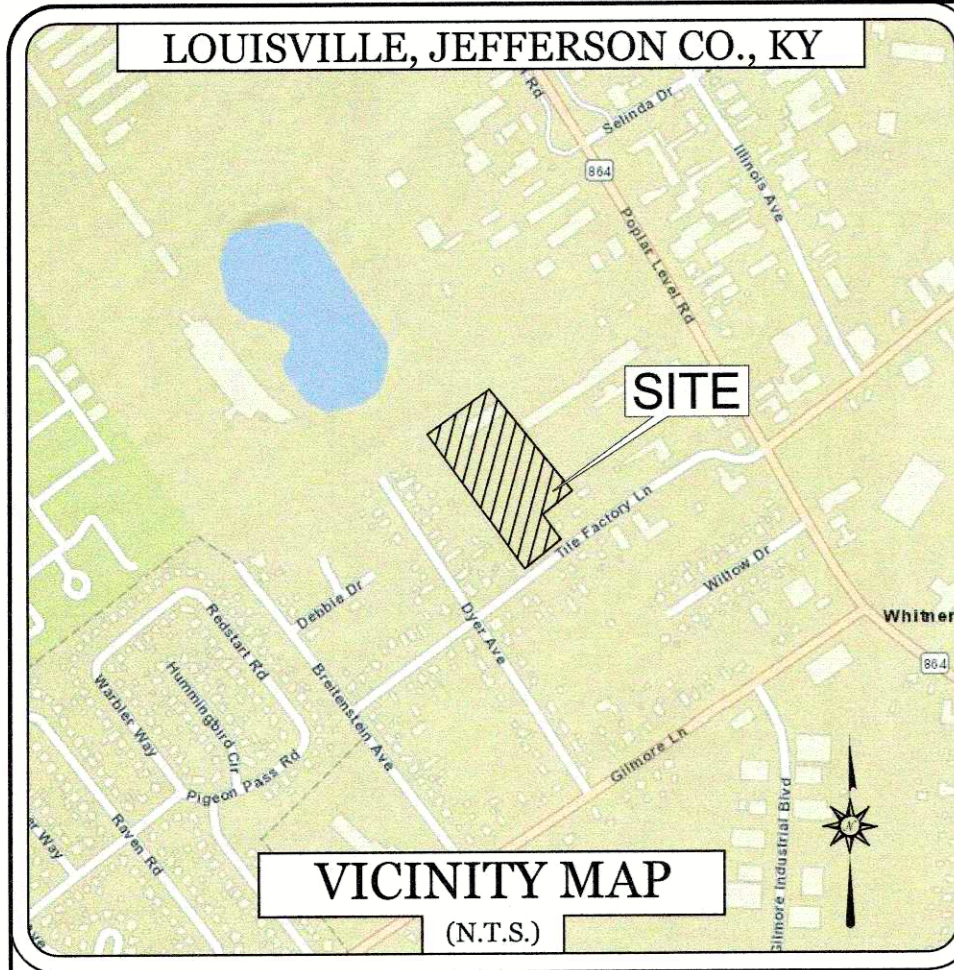 LOUISVILLE, JEFFERSON CO., KY
Rd
Selinda Dr
864
Illinois Ave
Poplar Level Rd
SITE
Tile Factory Ln
Willow Dr
Debbie Dr
Dyer Ave
Redstart Rd
Whitner
Hummingbird Cir
864
Warbler Way
Breitenstein Ave
Gilmore Ln
Pigeon Pass Rd
Raven Rd
er Way
Gilmore Industrial Blvd
N
VICINITY MAP
(N.T.S.)
Ave